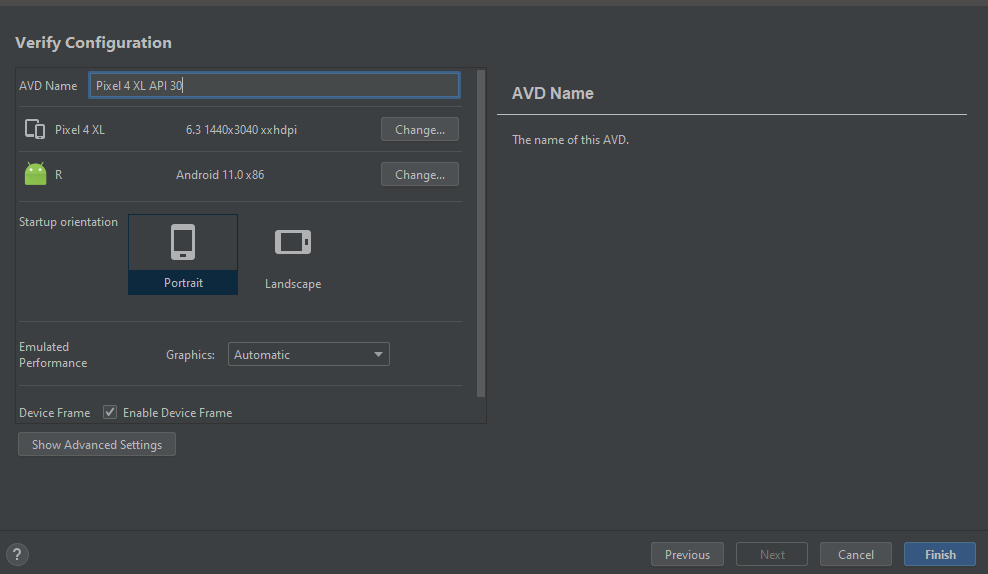 Verify Configuration
AVD Name Pixel 4 XL API 30
Pixel 4 XL 6.3 1440x3040 xxhdpi Change...
R Android 11.0 x86 Change...
Startup orientation
Portrait
Landscape
Emulated
Performance
Graphics: Automatic
Device Frame Enable Device Frame
Show Advanced Settings
AVD Name
The name of this AVD.
?
Previous Next Cancel Finish